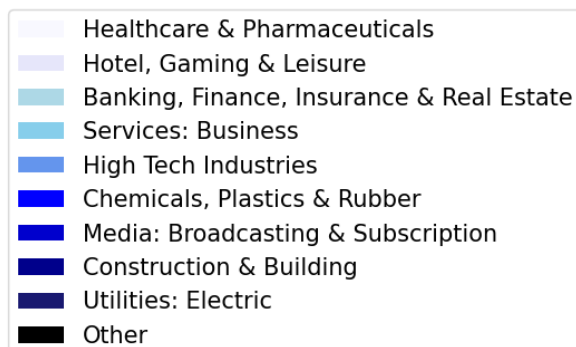 Healthcare & Pharmaceuticals
Hotel, Gaming & Leisure
Banking, Finance, Insurance & Real Estate
Services: Business
High Tech Industries
Chemicals, Plastics & Rubber
Media: Broadcasting & Subscription
Construction & Building
Utilities: Electric
Other